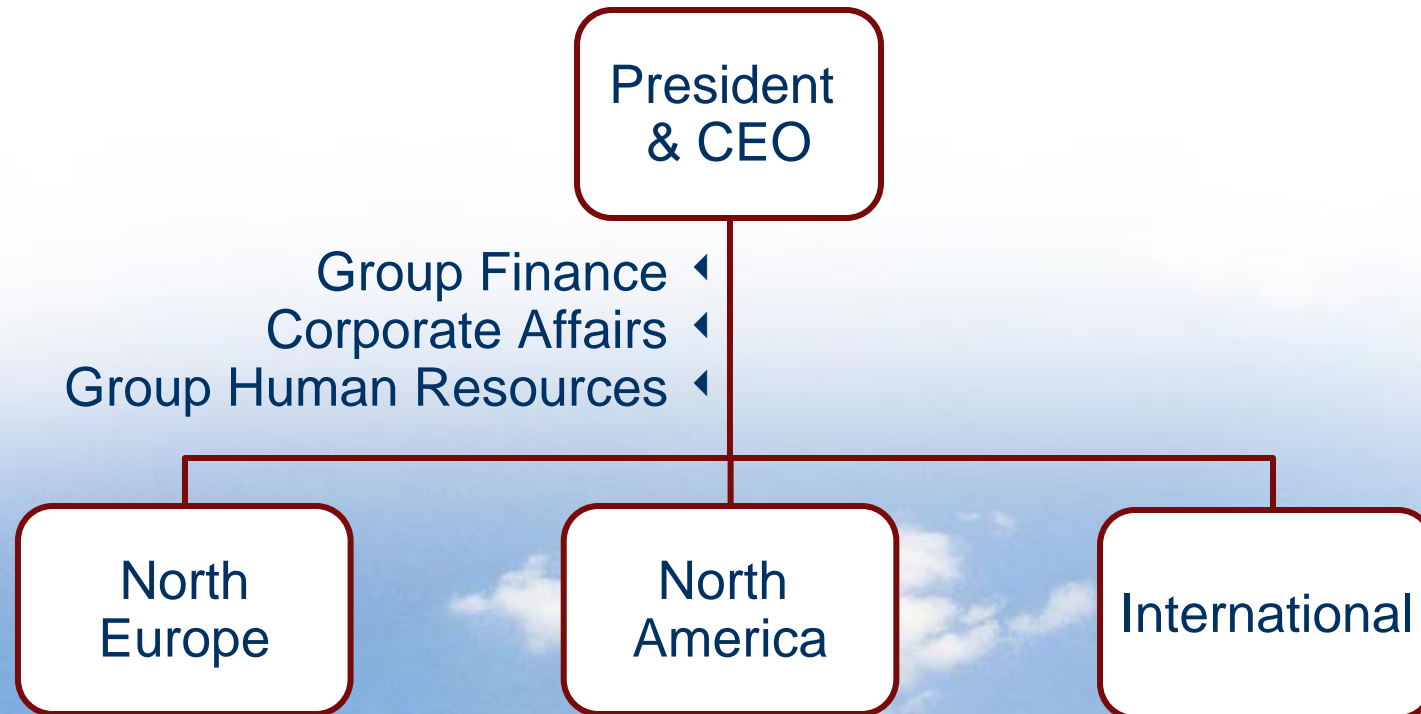 President
& CEO
Group Finance
Corporate Affairs
Group Human Resources
North
Europe
North
America
International